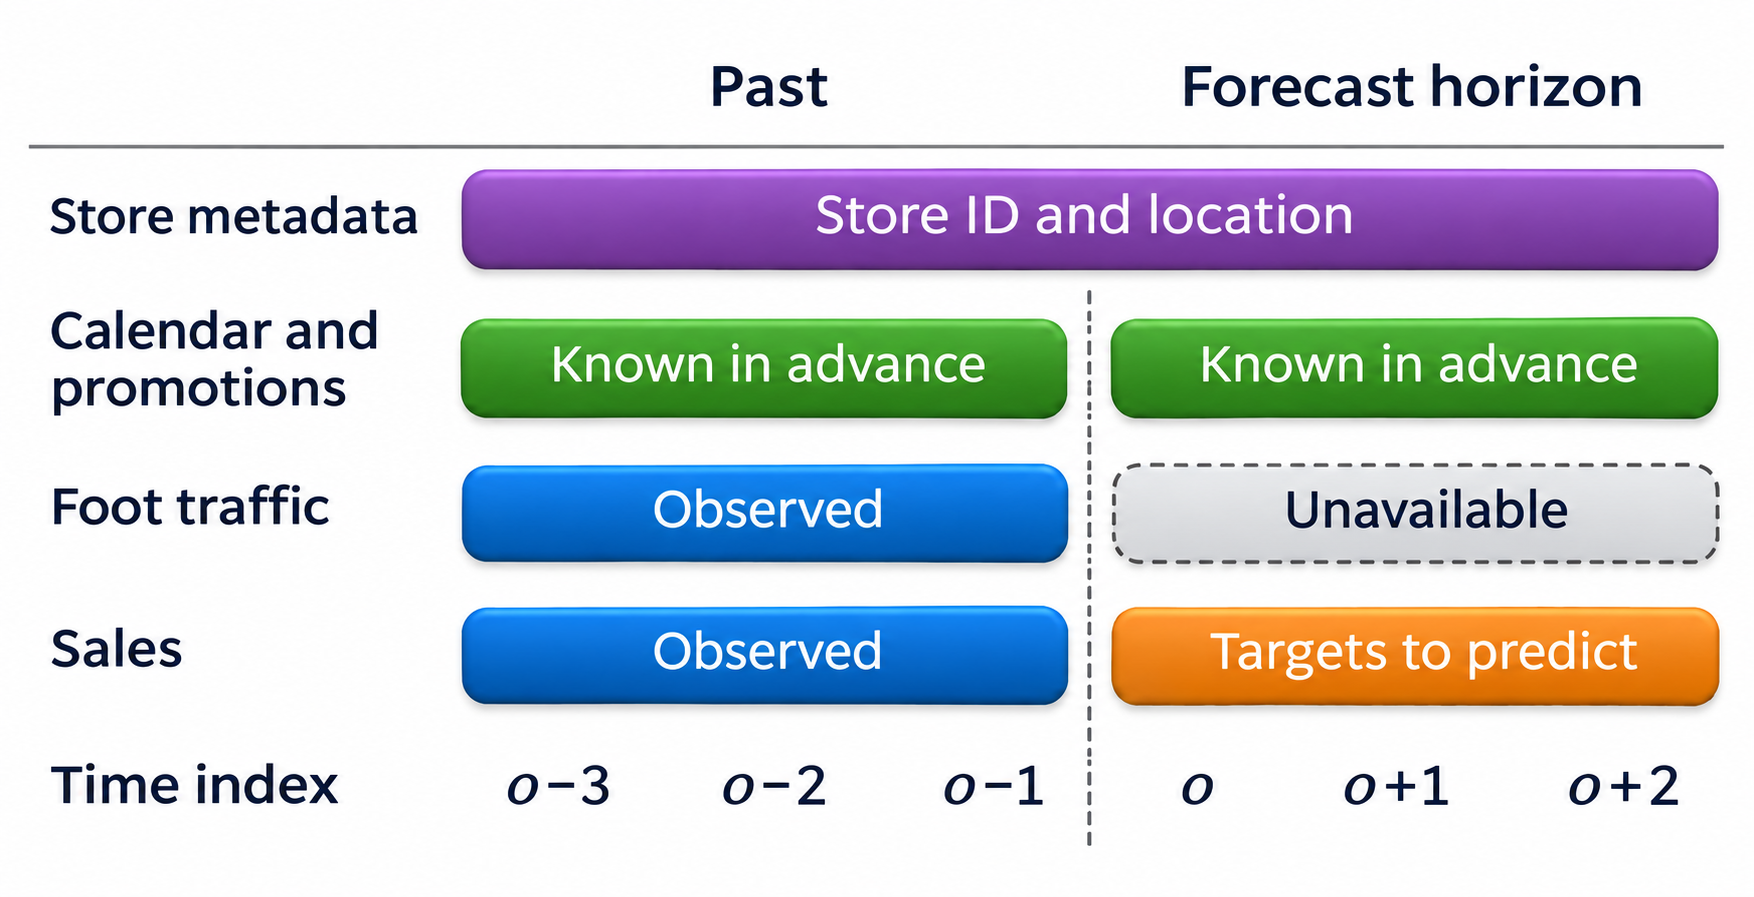 Past
Forecast horizon
Store metadata
Store ID and location
Calendar and
promotions
Known in advance
Known in advance
Foot traffic
Observed
Unavailable
Sales
Observed
Targets to predict
Time index
o−3
o−2
o−1
o
o+1
o+2